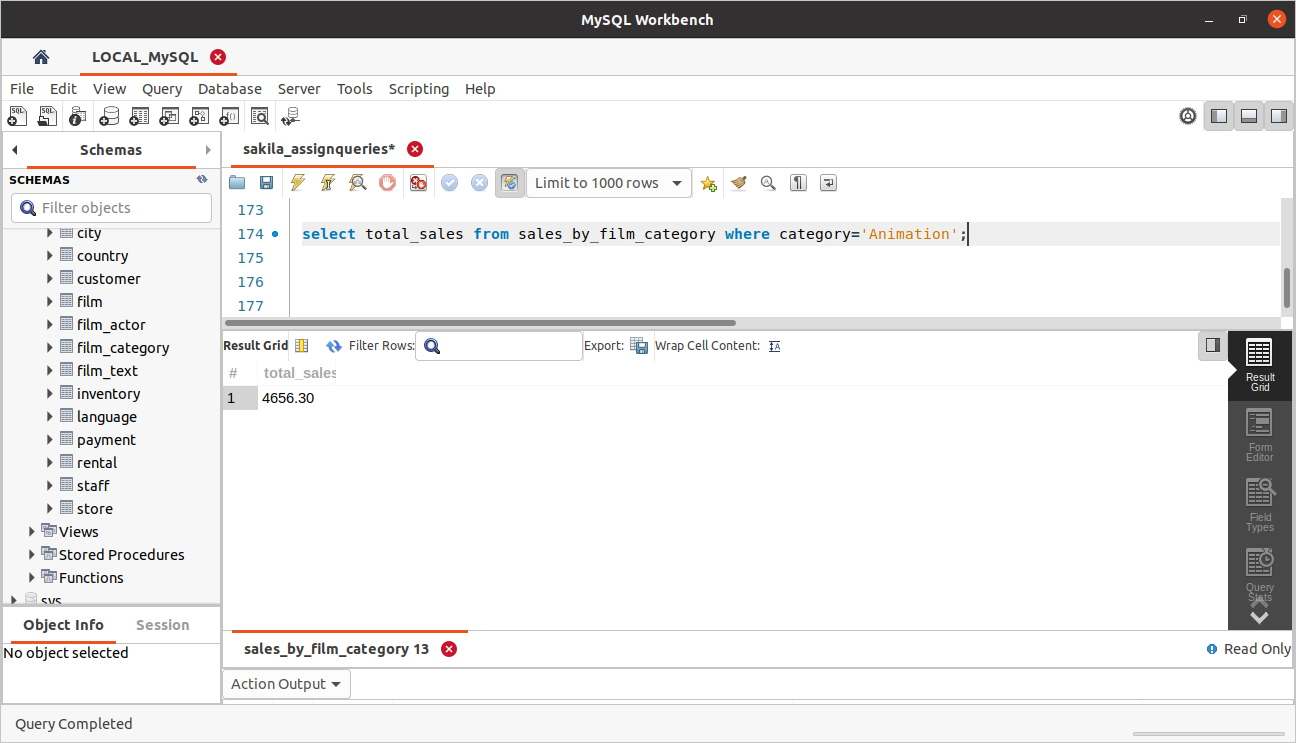 MySQL Workbench
LOCAL_MySQL
File Edit View Query Database Server Tools Scripting Help
Schemas
sakila_assignqueries*
SCHEMAS
Limit to 1000 rows
Filter objects
city
country
customer
film
film_actor
film_category
film_text
inventory
language
payment
rental
staff
store
Views
Stored Procedures
Functions
sys
173
174 select total_sales from sales_by_film_category where category='Animation';
175
176
177
Result Grid Filter Rows: Export: Wrap Cell Content:
# total_sales
1 4656.30
Result
Grid
Form
Editor
Field
Types
Query
Stats
Object Info Session
No object selected
sales_by_film_category 13
Read Only
Action Output
Query Completed